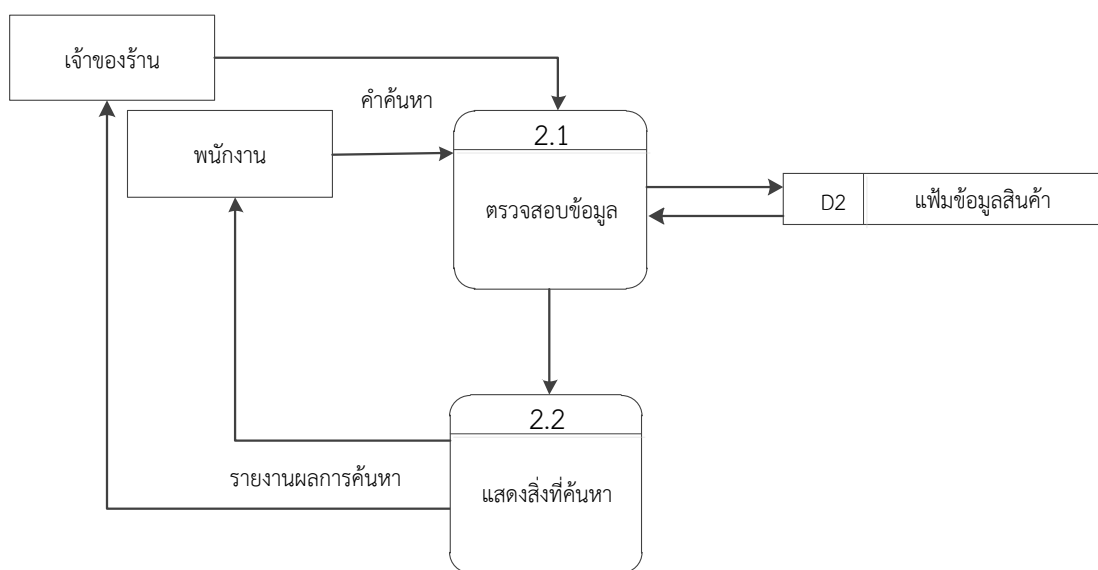 เจ้าของร้าน
คำค้นหา
พนักงาน
2.1
ตรวจสอบข้อมูล
D2 แฟ้มข้อมูลสินค้า
2.2
รายงานผลการค้นหา
แสดงสิ่งที่ค้นหา